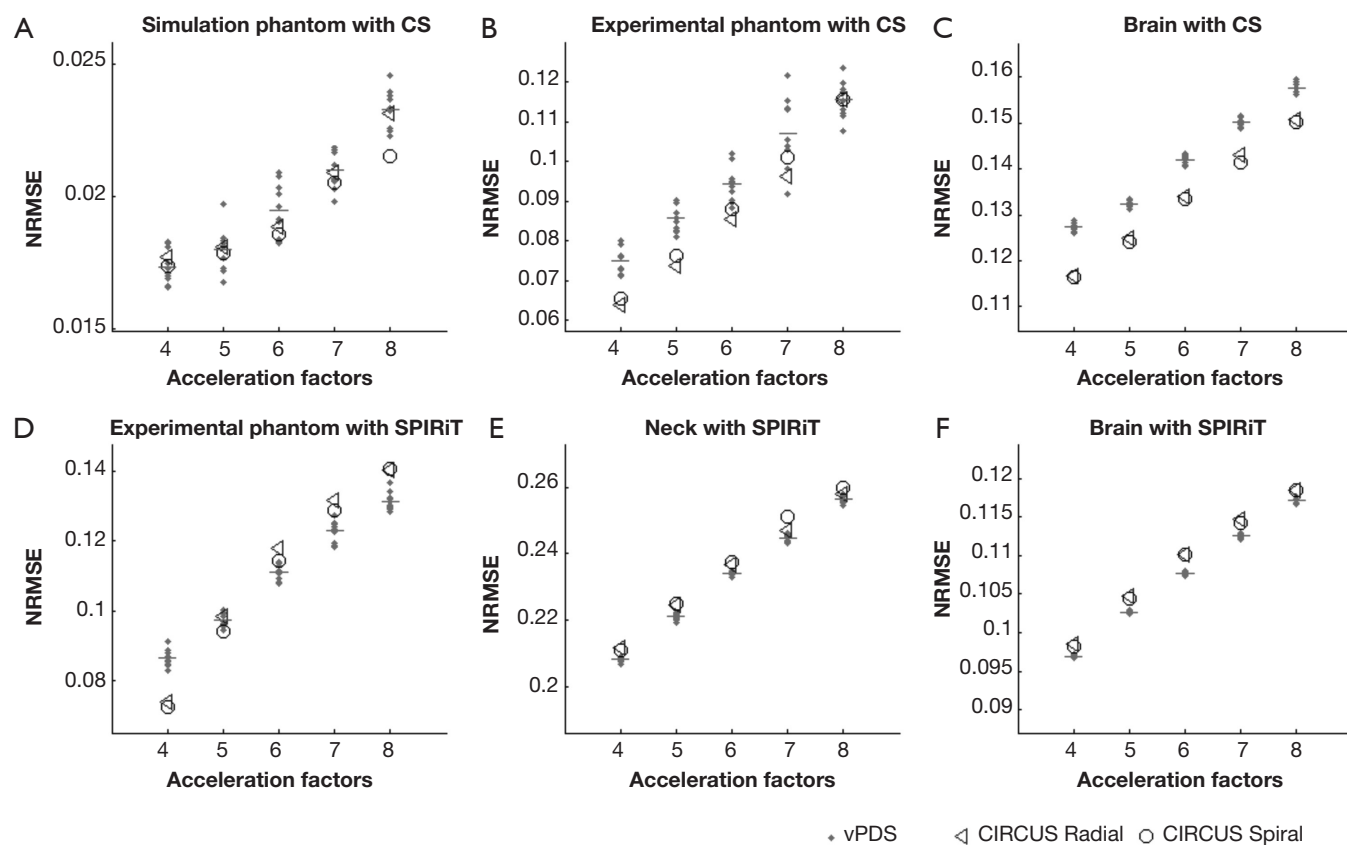 A Simulation phantom with CS
0.025
0.02
0.015
NRMSE
4 5 6 7 8
Acceleration factors
B Experimental phantom with CS
0.12
0.11
0.1
0.09
0.08
0.07
0.06
NRMSE
4 5 6 7 8
Acceleration factors
C Brain with CS
0.16
0.15
0.14
0.13
0.12
0.11
NRMSE
4 5 6 7 8
Acceleration factors
D Experimental phantom with SPIRiT
0.14
0.12
0.1
0.08
NRMSE
4 5 6 7 8
Acceleration factors
E Neck with SPIRiT
0.26
0.24
0.22
0.2
NRMSE
4 5 6 7 8
Acceleration factors
F Brain with SPIRiT
0.12
0.115
0.11
0.105
0.1
0.095
0.09
NRMSE
4 5 6 7 8
Acceleration factors
vPDS CIRCUS Radial CIRCUS Spiral